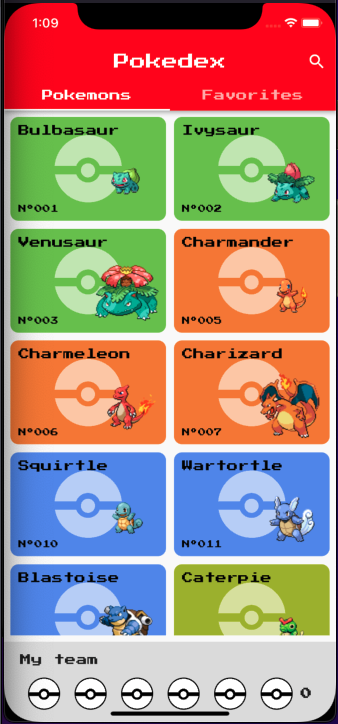 1:09
Pokedex
Pokemons Favorites
Bulbasaur Ivysaur
Nº001 Nº002
Venusaur Charmander
Nº003 Nº005
Charmeleon Charizard
Nº006 Nº007
Squirtle Wartortle
Nº010 Nº011
Blastoise Caterpie
My team
0